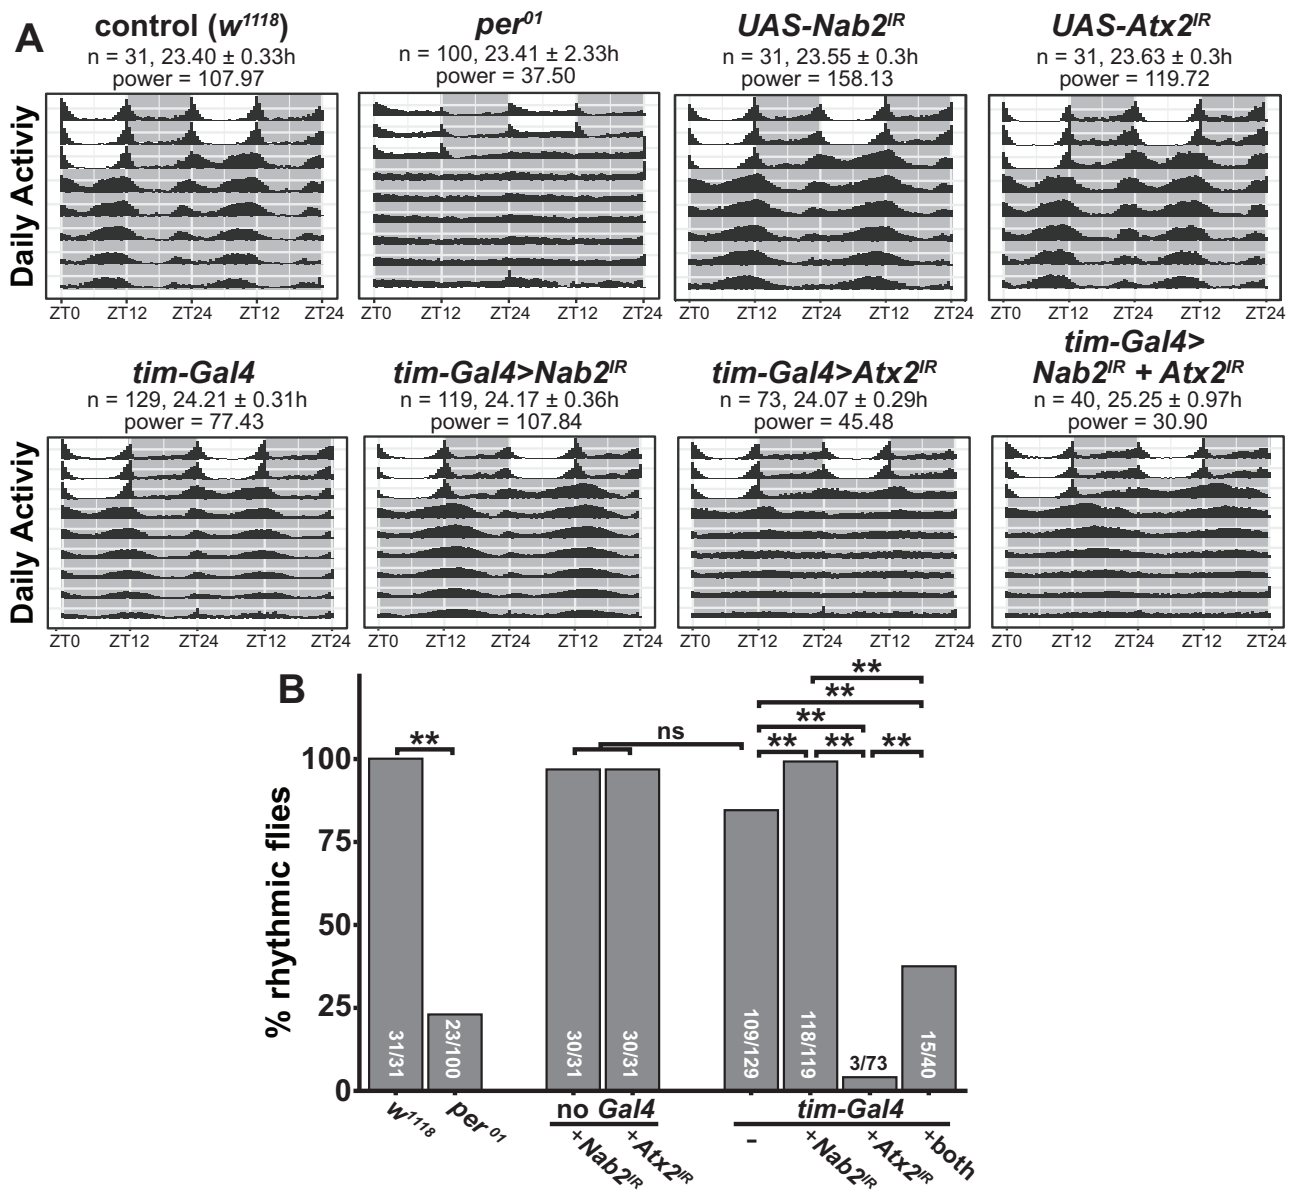 A
control (w1118)
n = 31, 23.40 ± 0.33h
power = 107.97
per01
n = 100, 23.41 ± 2.33h
power = 37.50
UAS-Nab2IR
n = 31, 23.55 ± 0.3h
power = 158.13
UAS-Atx2IR
n = 31, 23.63 ± 0.3h
power = 119.72
Daily Activiy
ZT0 ZT12 ZT24 ZT12 ZT24
ZT0 ZT12 ZT24 ZT12 ZT24
ZT0 ZT12 ZT24 ZT12 ZT24
ZT0 ZT12 ZT24 ZT12 ZT24
tim-Gal4
n = 129, 24.21 ± 0.31h
power = 77.43
tim-Gal4>Nab2IR
n = 119, 24.17 ± 0.36h
power = 107.84
tim-Gal4>Atx2IR
n = 73, 24.07 ± 0.29h
power = 45.48
tim-Gal4>
Nab2IR + Atx2IR
n = 40, 25.25 ± 0.97h
power = 30.90
Daily Activiy
ZT0 ZT12 ZT24 ZT12 ZT24
ZT0 ZT12 ZT24 ZT12 ZT24
ZT0 ZT12 ZT24 ZT12 ZT24
ZT0 ZT12 ZT24 ZT12 ZT24
B
% rhythmic flies
100
75
50
25
0
**
ns
**
**
**
** ** **
31/31
23/100
30/31
30/31
109/129
118/119
3/73
15/40
w1118
per01
no Gal4
+Nab2IR
+Atx2IR
tim-Gal4
-
+Nab2IR
+Atx2IR
+both